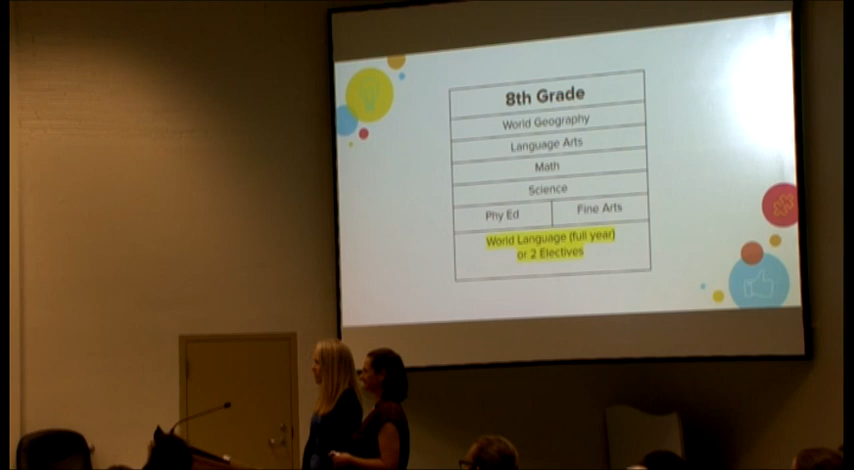 8th Grade
World Geography
Language Arts
Math
Science
Phy Ed
Fine Arts
World Language (full year)
or 2 Electives